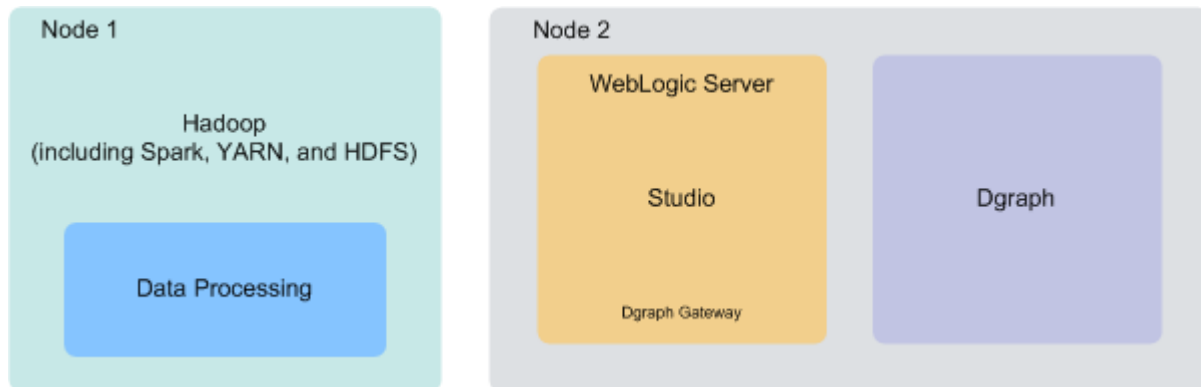 Node 1
Hadoop
(including Spark, YARN, and HDFS)
Data Processing
Node 2
WebLogic Server
Studio
Dgraph Gateway
Dgraph